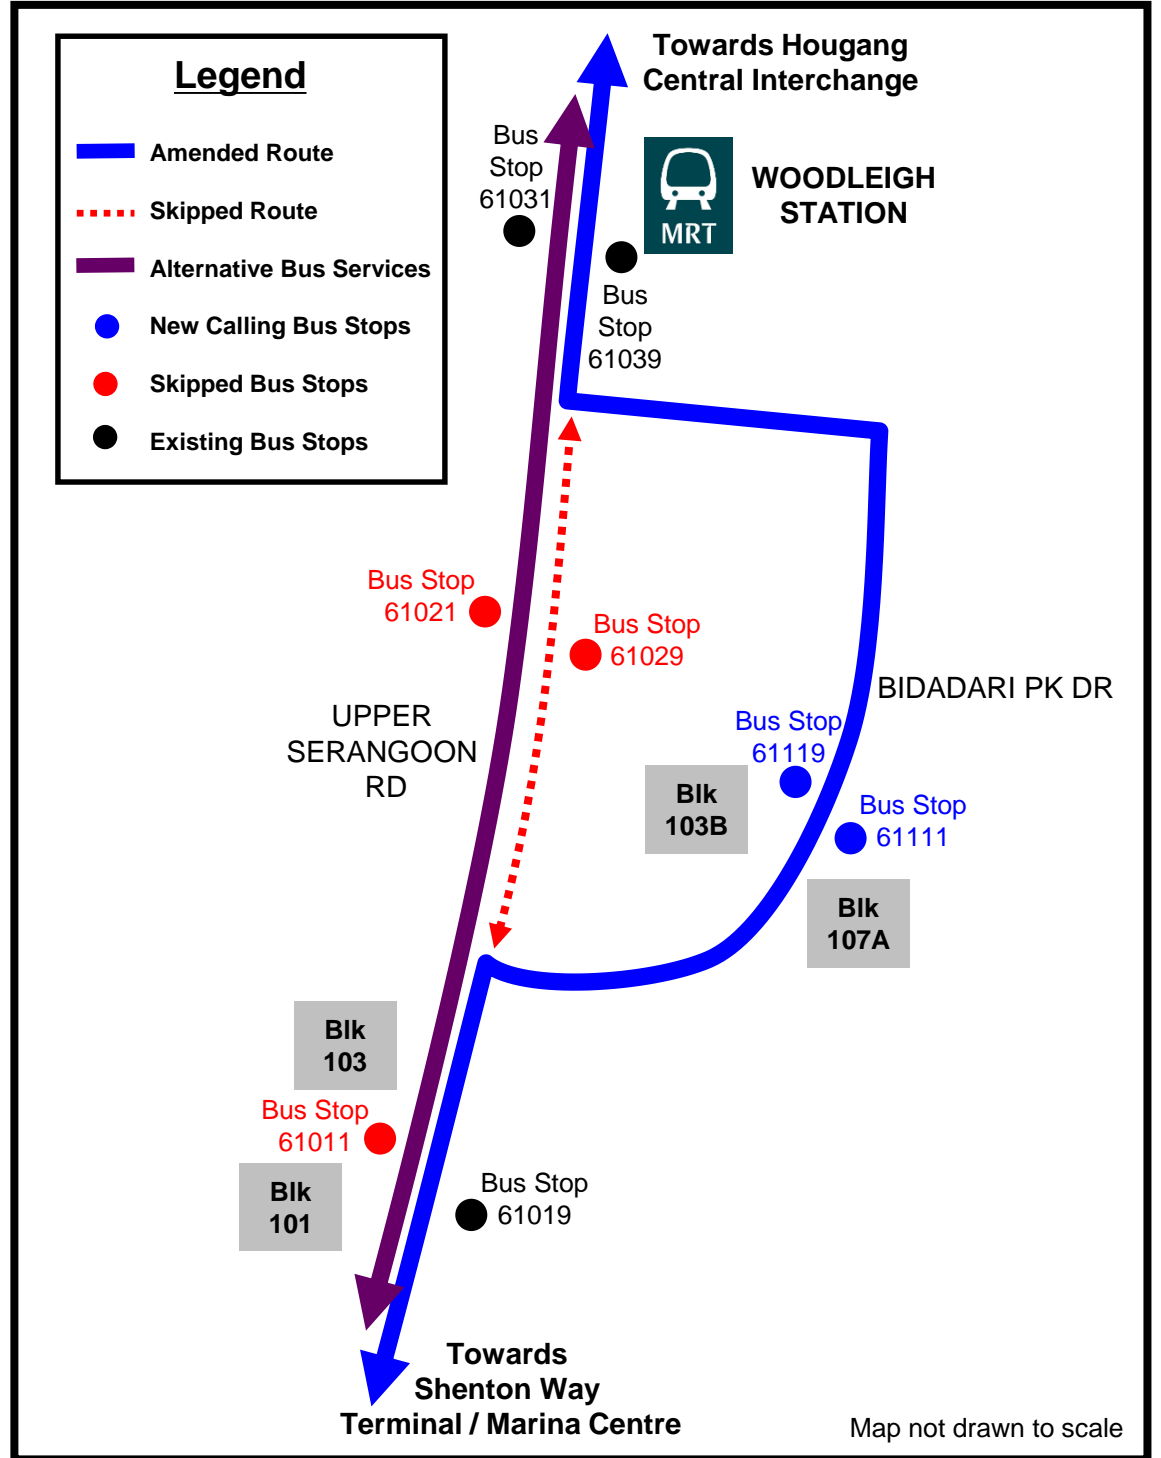 Legend
Amended Route
Skipped Route
Alternative Bus Services
New Calling Bus Stops
Skipped Bus Stops
Existing Bus Stops
Towards Hougang
Central Interchange
Bus
Stop
61031
MRT
WOODLEIGH
STATION
Bus
Stop
61039
Bus Stop
61021
Bus Stop
61029
UPPER
SERANGOON
RD
BIDADARI PK DR
Bus Stop
61119
Blk
103B
Bus Stop
61111
Blk
107A
Blk
103
Bus Stop
61011
Blk
101
Bus Stop
61019
Towards
Shenton Way
Terminal / Marina Centre
Map not drawn to scale